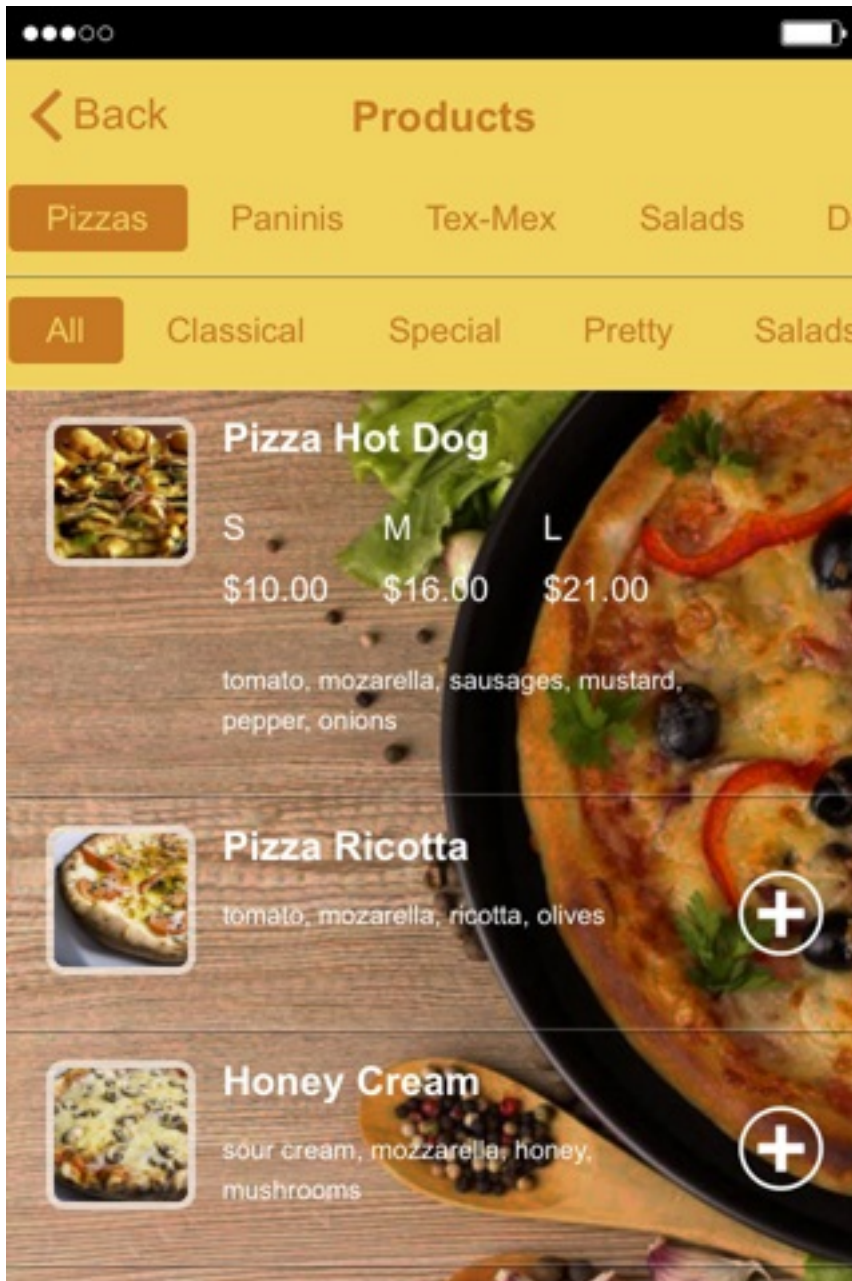 Back Products
Pizzas Paninis Tex-Mex Salads D
All Classical Special Pretty Salads
Pizza Hot Dog
S M L
$10.00 $16.00 $21.00
tomato, mozarella, sausages, mustard,
pepper, onions
Pizza Ricotta
tomato, mozarella, ricotta, olives
Honey Cream
sour cream, mozzarella, honey,
mushrooms